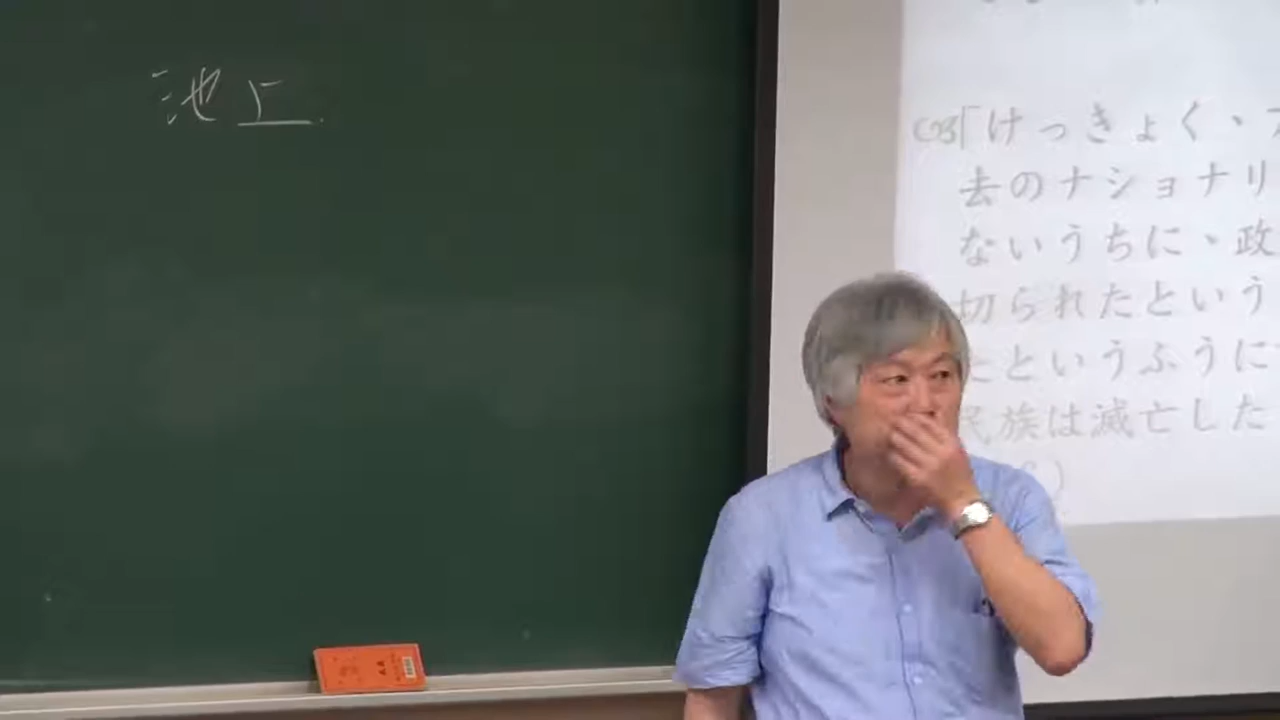 池上
「けっきょく、
去のナショナリ
ないうちに、政
切られたという
たというふうに
民族は滅亡した